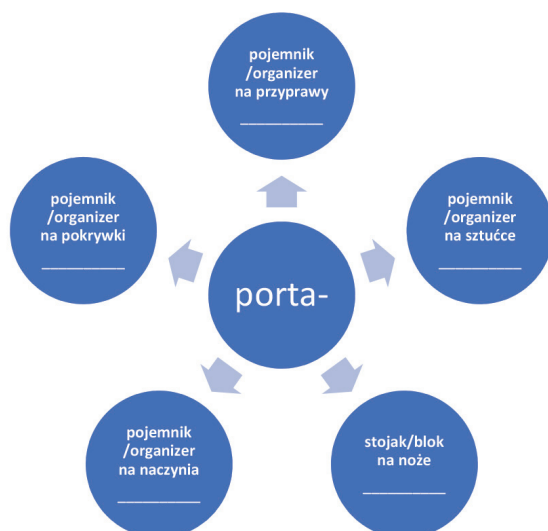 pojemnik
/organizer
na przyprawy
__________
pojemnik
/organizer
na pokrywki
__________
pojemnik
/organizer
na sztućce
__________
porta-
pojemnik
/organizer
na naczynia
__________
stojak/blok
na noże
__________